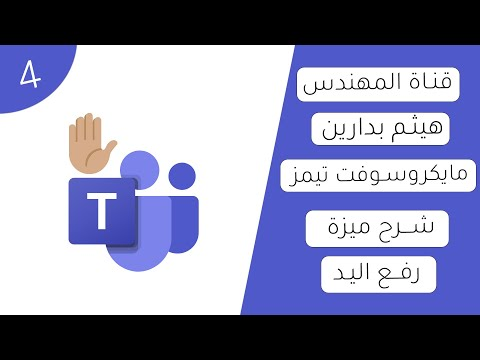 4
قناة المهندس
هيثم بدارين
مايكروسوفت تيمز
شرح ميزة
رفع اليد
T